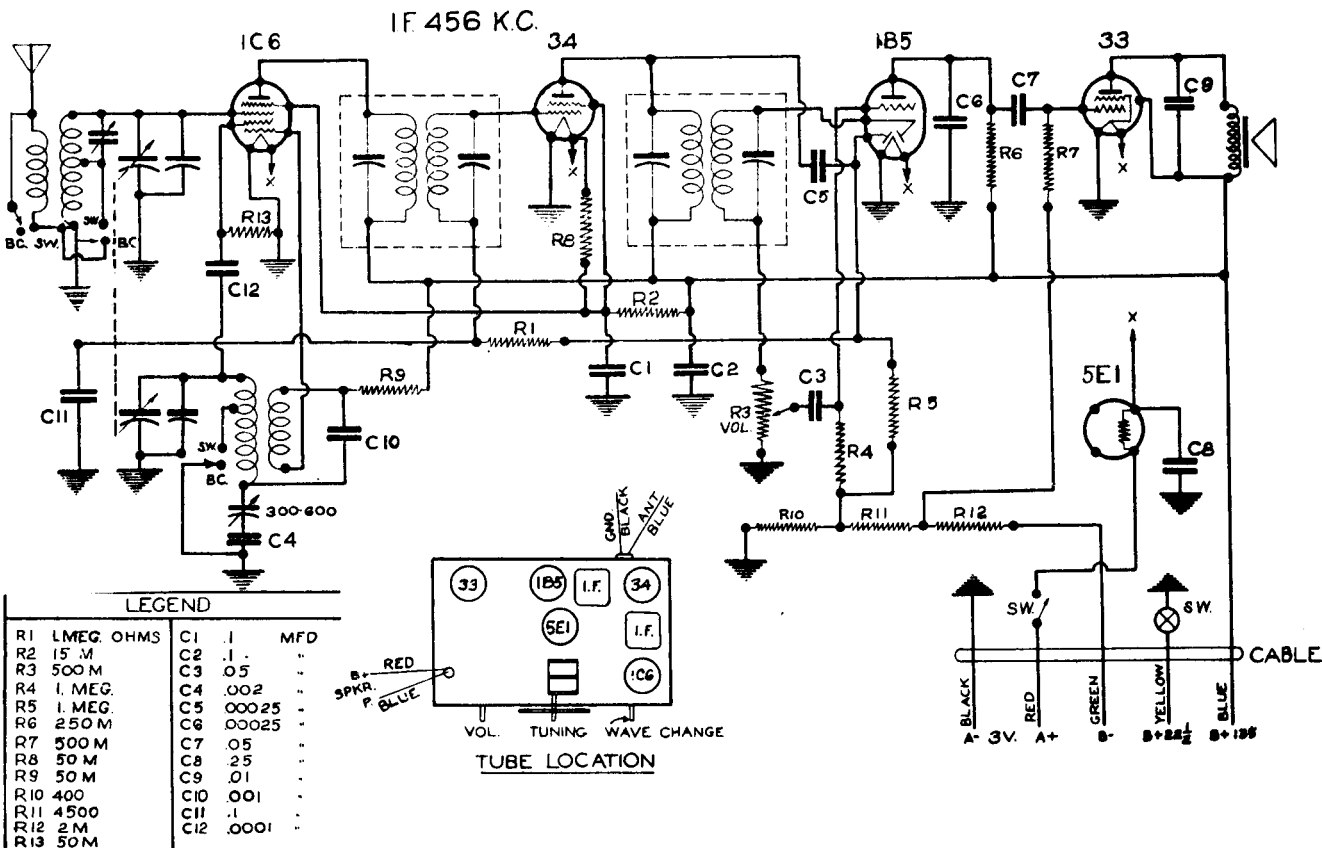 I.F. 456 K.C.
1C6
34
1B5
33
C7
C9
C6
R6
R7
C5
R8
R13
X
X
X
X
B.C. SW.
SW.
B.C
C12
R2
R1
C1
C2
C11
R9
C10
R3
VOL.
C3
R4
R5
X
5E1
C8
SW.
B.C.
300-600
C4
R10
R11
R12
GND.
BLACK
ANT
BLUE
33
1B5
I.F.
34
5E1
I.F.
1C6
B+ RED
SPKR.
P. BLUE
VOL.
TUNING
WAVE CHANGE
TUBE LOCATION
SW.
SW.
CABLE
BLACK
RED
GREEN
YELLOW
BLUE
A- 3V. A+ B- B+22½ B+135
LEGEND
R1 1 MEG. OHMS C1 .1 MFD
R2 15 M C2 .1 "
R3 500 M C3 .05 "
R4 1. MEG. C4 .002 "
R5 1. MEG. C5 .00025 "
R6 250 M C6 .00025 "
R7 500 M C7 .05 "
R8 50 M C8 .25 "
R9 50 M C9 .01 "
R10 400 C10 .001 "
R11 4500 C11 .1 "
R12 2 M C12 .0001 "
R13 50 M